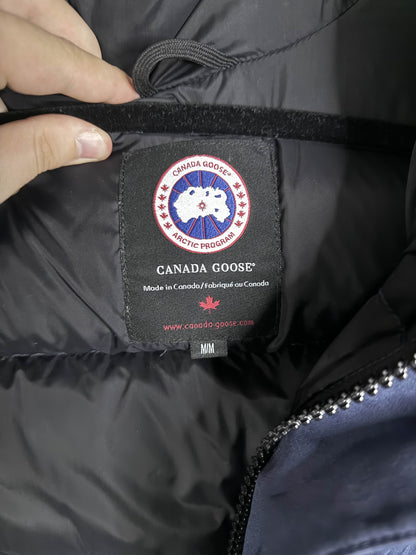 CANADA GOOSE®
ARCTIC PROGRAM
CANADA GOOSE®
Made in Canada/Fabriqué au Canada
www.canada-goose.com
M/M